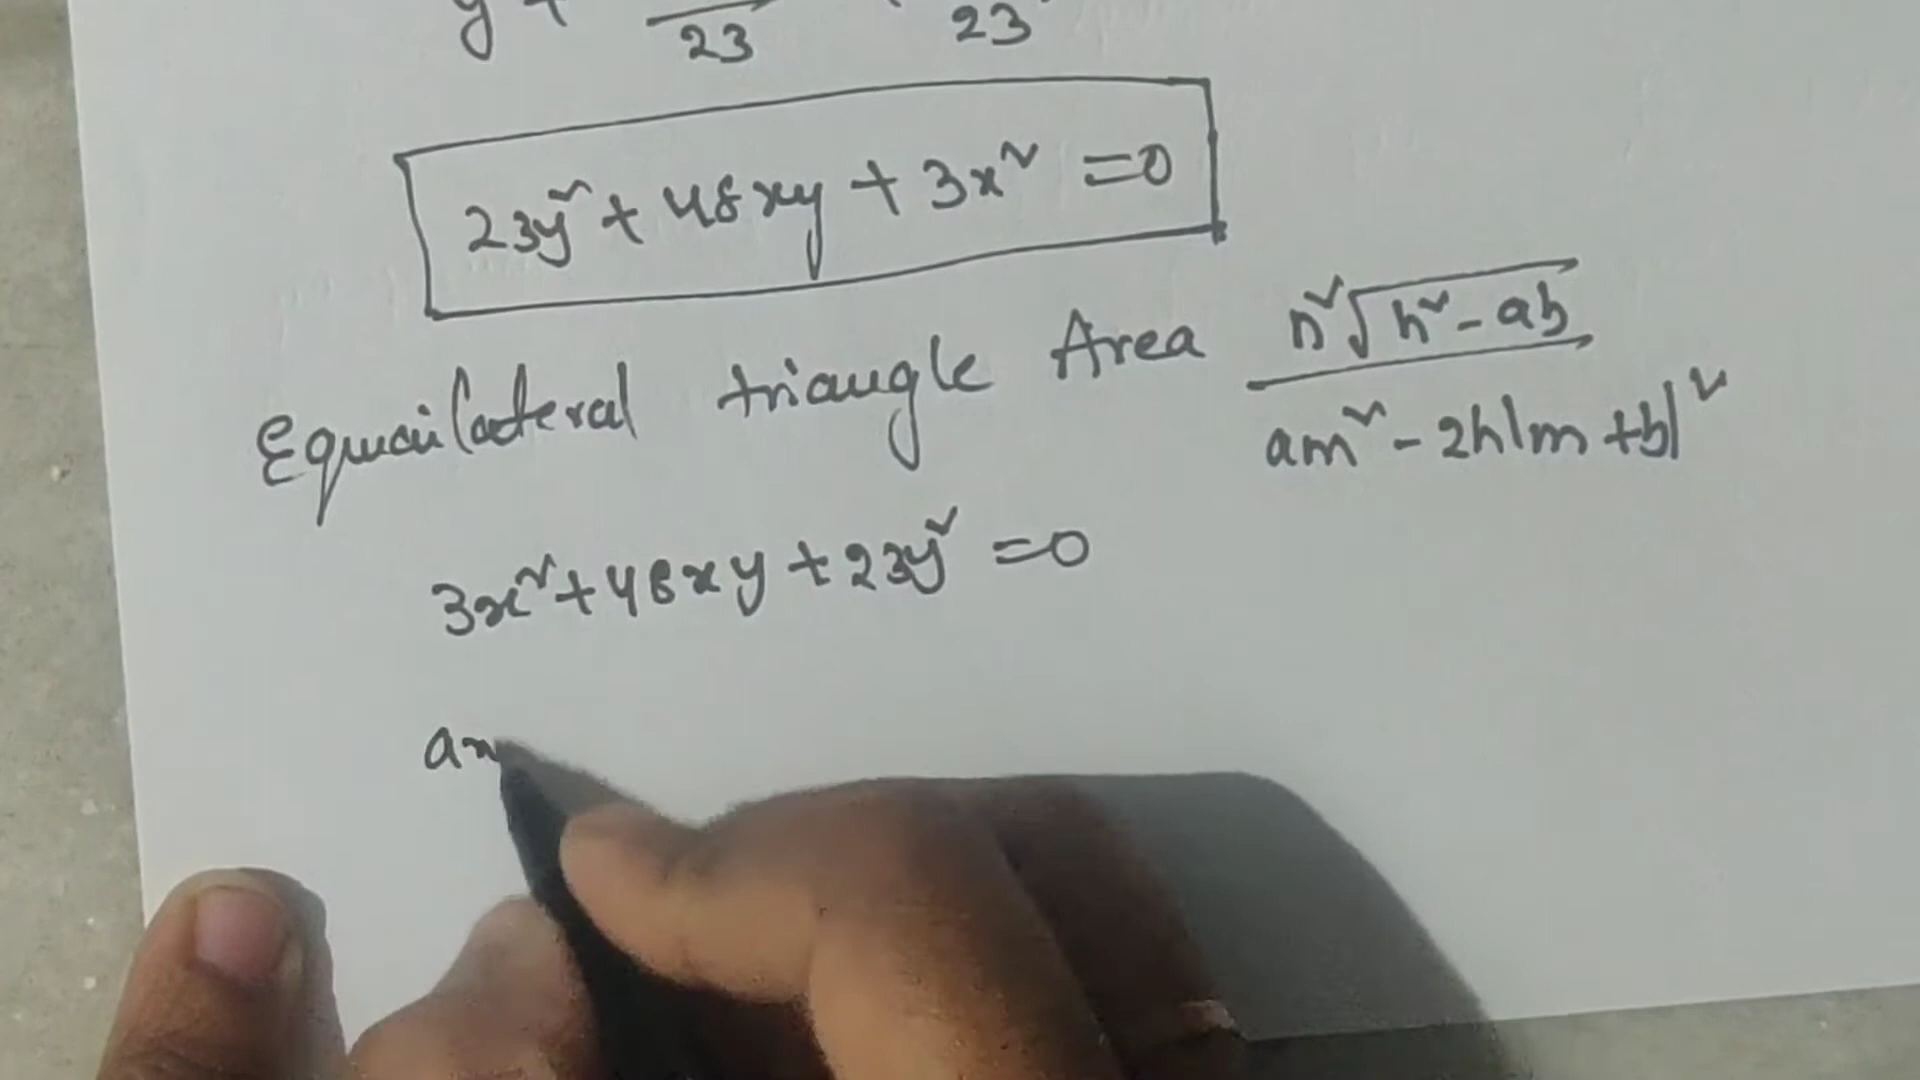 y + 23 23
23y² + 48xy + 3x² = 0
Equailateral triangle Area n²√h²-ab / am² - 2hlm + bl²
3x² + 48xy + 23y² = 0
ax